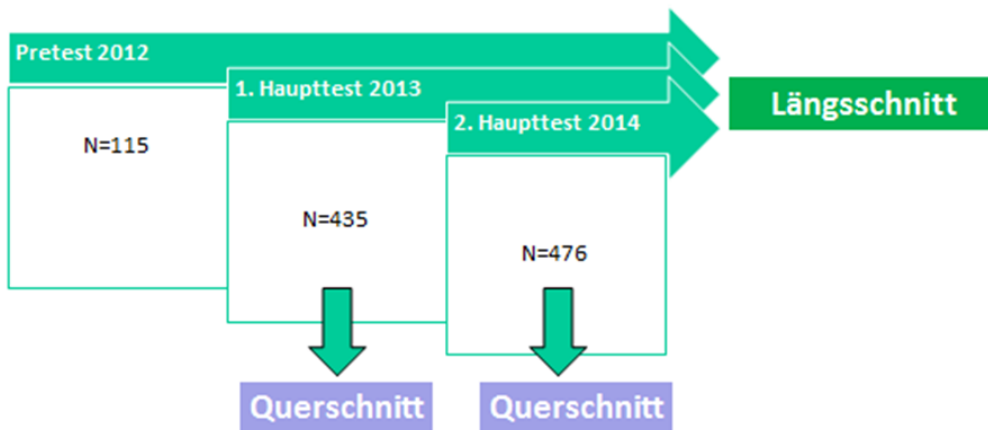 Pretest 2012
1. Haupttest 2013
2. Haupttest 2014
Längsschnitt
N=115
N=435
N=476
Querschnitt
Querschnitt